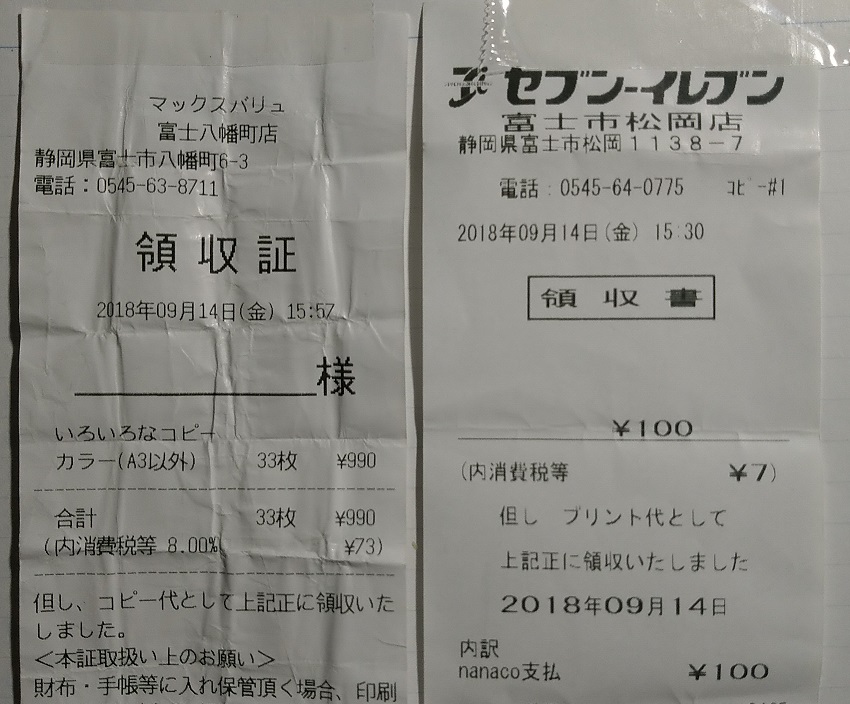 マックスバリュ
富士八幡町店
静岡県富士市八幡町6-3
電話：0545-63-8711
領収証
2018年09月14日(金) 15:57
様
いろいろなコピー
カラー(A3以外) 33枚 ¥990
合計 33枚 ¥990
(内消費税等 8.00% ¥73)
但し、コピー代として上記正に領収いた
しました。
＜本証取扱い上のお願い＞
財布・手帳等に入れ保管頂く場合、印刷
セブン-イレブン
富士市松岡店
静岡県富士市松岡１１３８－７
電話：0545-64-0775 ｺﾋﾟｰ#1
2018年09月14日(金) 15:30
領収書
¥100
(内消費税等 ¥7)
但し プリント代として
上記正に領収いたしました
2018年09月14日
内訳
nanaco支払 ¥100